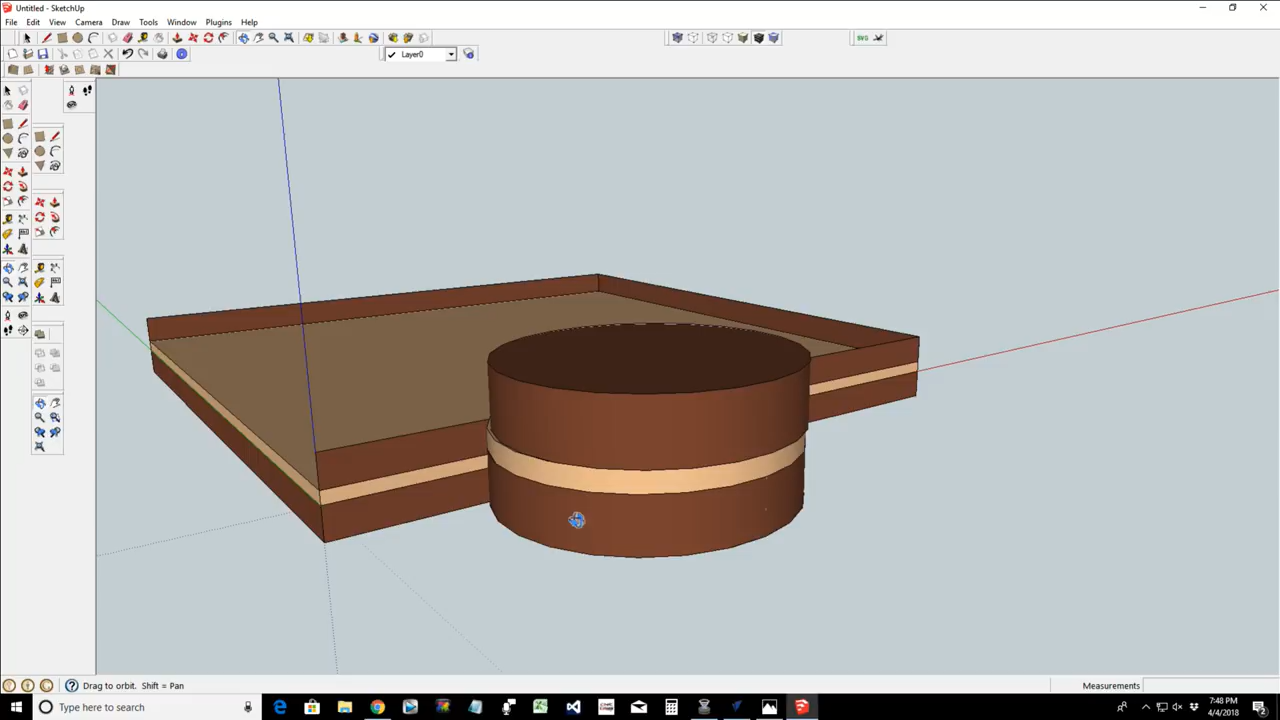 Untitled - SketchUp
File Edit View Camera Draw Tools Window Plugins Help
SVG
Layer0
Drag to orbit. Shift = Pan
Measurements
Type here to search
7:48 PM
4/4/2018